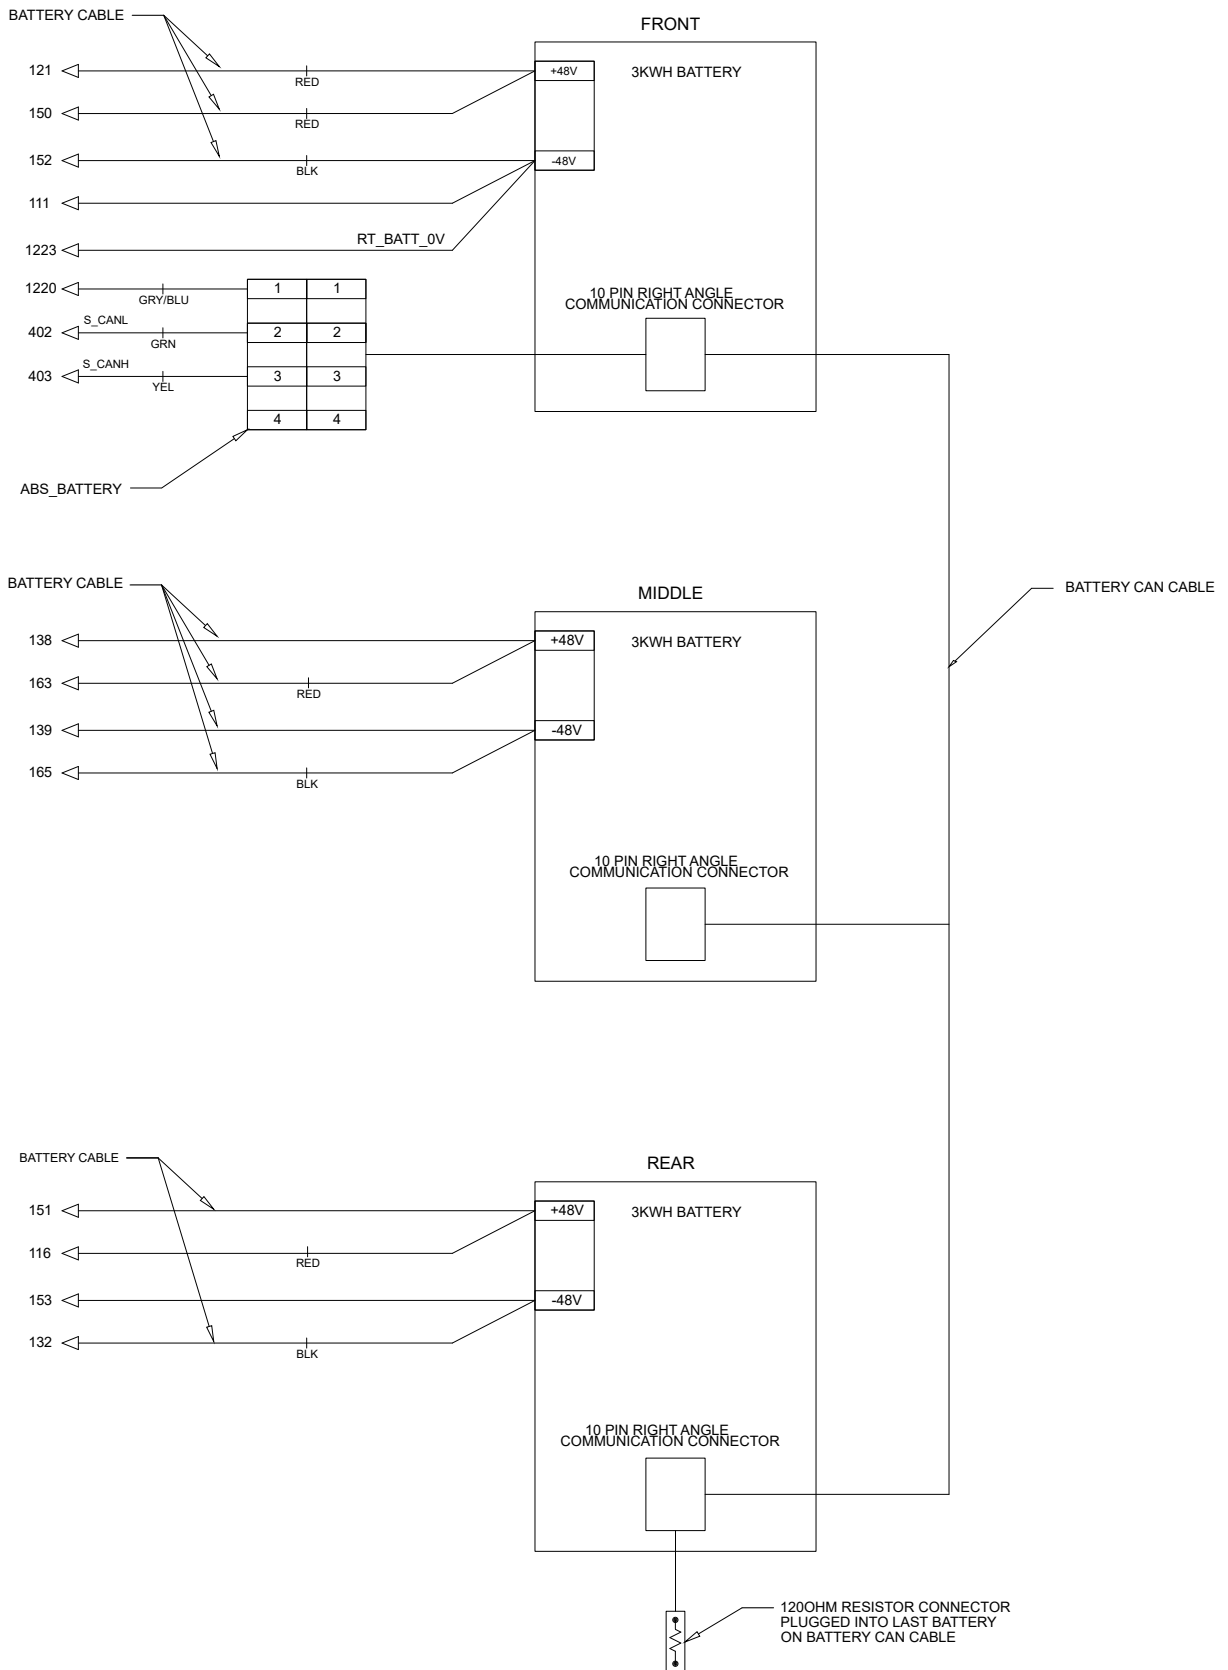 BATTERY CABLE
FRONT
121
RED
+48V
3KWH BATTERY
150
RED
152
BLK
-48V
111
1223
RT_BATT_0V
1220
GRY/BLU
1 1
402
S_CANL
GRN
2 2
403
S_CANH
YEL
3 3
4 4
10 PIN RIGHT ANGLE
COMMUNICATION CONNECTOR
ABS_BATTERY
BATTERY CAN CABLE
BATTERY CABLE
MIDDLE
138
+48V
3KWH BATTERY
163
RED
139
-48V
165
BLK
10 PIN RIGHT ANGLE
COMMUNICATION CONNECTOR
BATTERY CABLE
REAR
151
+48V
3KWH BATTERY
116
RED
153
-48V
132
BLK
10 PIN RIGHT ANGLE
COMMUNICATION CONNECTOR
120OHM RESISTOR CONNECTOR
PLUGGED INTO LAST BATTERY
ON BATTERY CAN CABLE